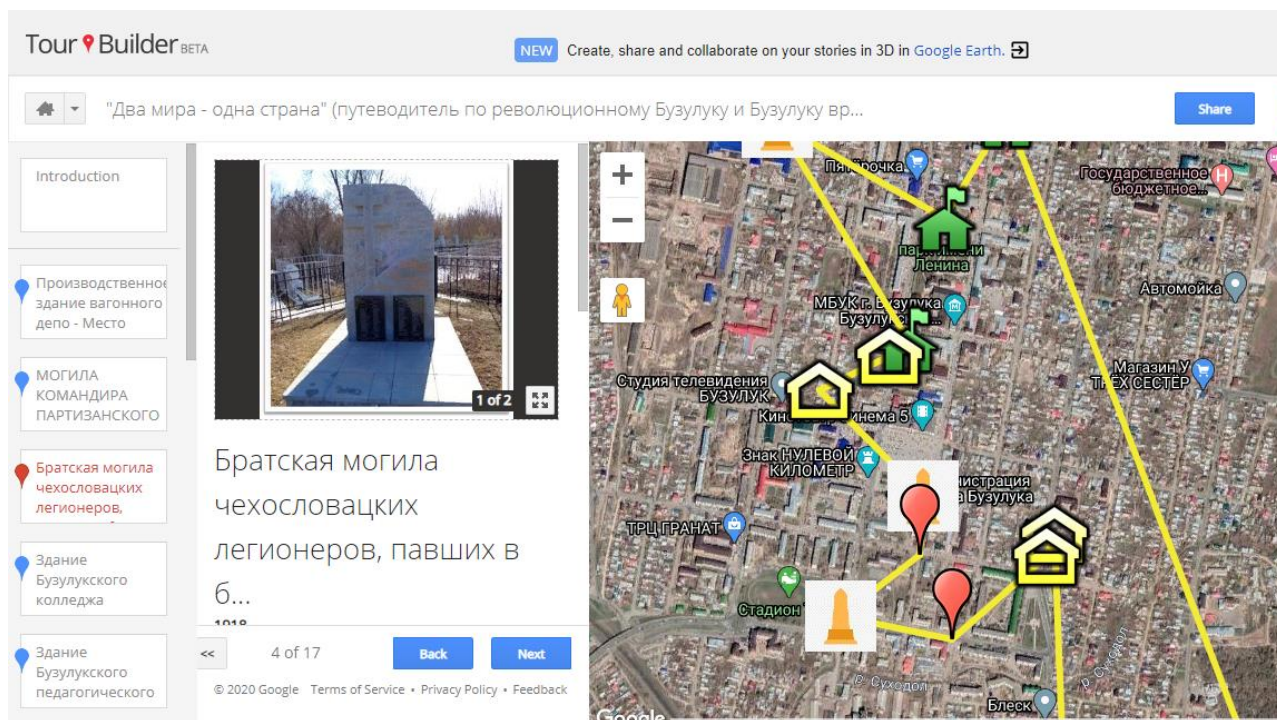 Tour Builder BETA
NEW Create, share and collaborate on your stories in 3D in Google Earth.
"Два мира - одна страна" (путеводитель по революционному Бузулуку и Бузулуку вр...
Share
Introduction
Производственное
здание вагонного
депо - Место
МОГИЛА
КОМАНДИРА
ПАРТИЗАНСКОГО
Братская могила
чехословацких
легионеров,
Здание
Бузулукского
колледжа
Здание
Бузулукского
педагогического
1 of 2
Братская могила
чехословацких
легионеров, павших в
б...
1918
<<
4 of 17
Back
Next
© 2020 Google Terms of Service • Privacy Policy • Feedback
+
−
Пятёрочка
Государственное
бюджетное...
H
парк имени
Ленина
Автомойка
МБУК г. Бузулука
Магазин У
ТРЁХ СЕСТЁР
Студия телевидения
БУЗУЛУК
Знак НУЛЕВОЙ
КИЛОМЕТР
Бузулука
ТРЦ ГРАНАТ
Стадион
р. Суходол
р. Суходол
Блеск
Google